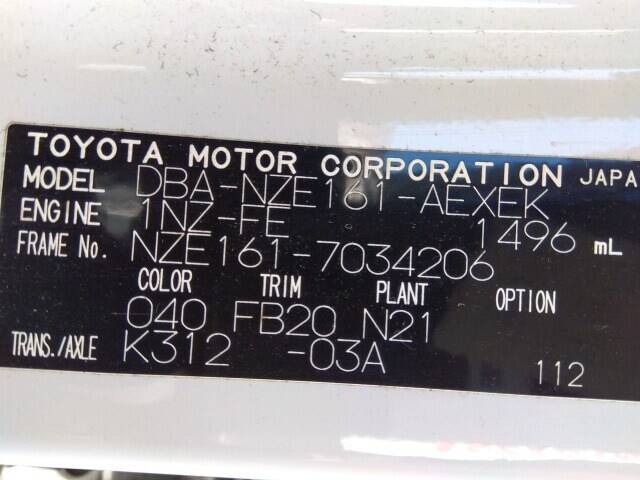 TOYOTA MOTOR CORPORATION JAPA
MODEL DBA-NZE161-AEXEK
ENGINE 1NZ-FE 1496 mL
FRAME No. NZE161-7034206
COLOR TRIM PLANT OPTION
040 FB20 N21
TRANS./AXLE K312 -03A
112